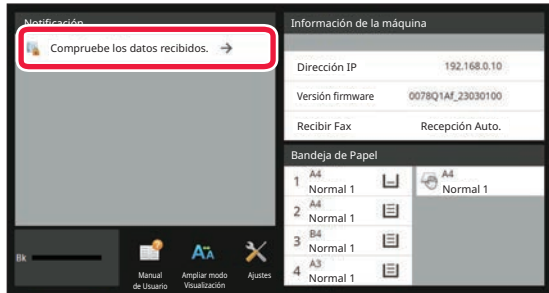 Notificación
Compruebe los datos recibidos.
Información de la máquina
Dirección IP 192.168.0.10
Versión firmware 0078Q1Af_23030100
Recibir Fax Recepción Auto.
Bandeja de Papel
1 A4
Normal 1
A4
Normal 1
2 A4
Normal 1
3 B4
Normal 1
4 A3
Normal 1
Bk
Manual
de Usuario
Ampliar modo
Visualización
Ajustes